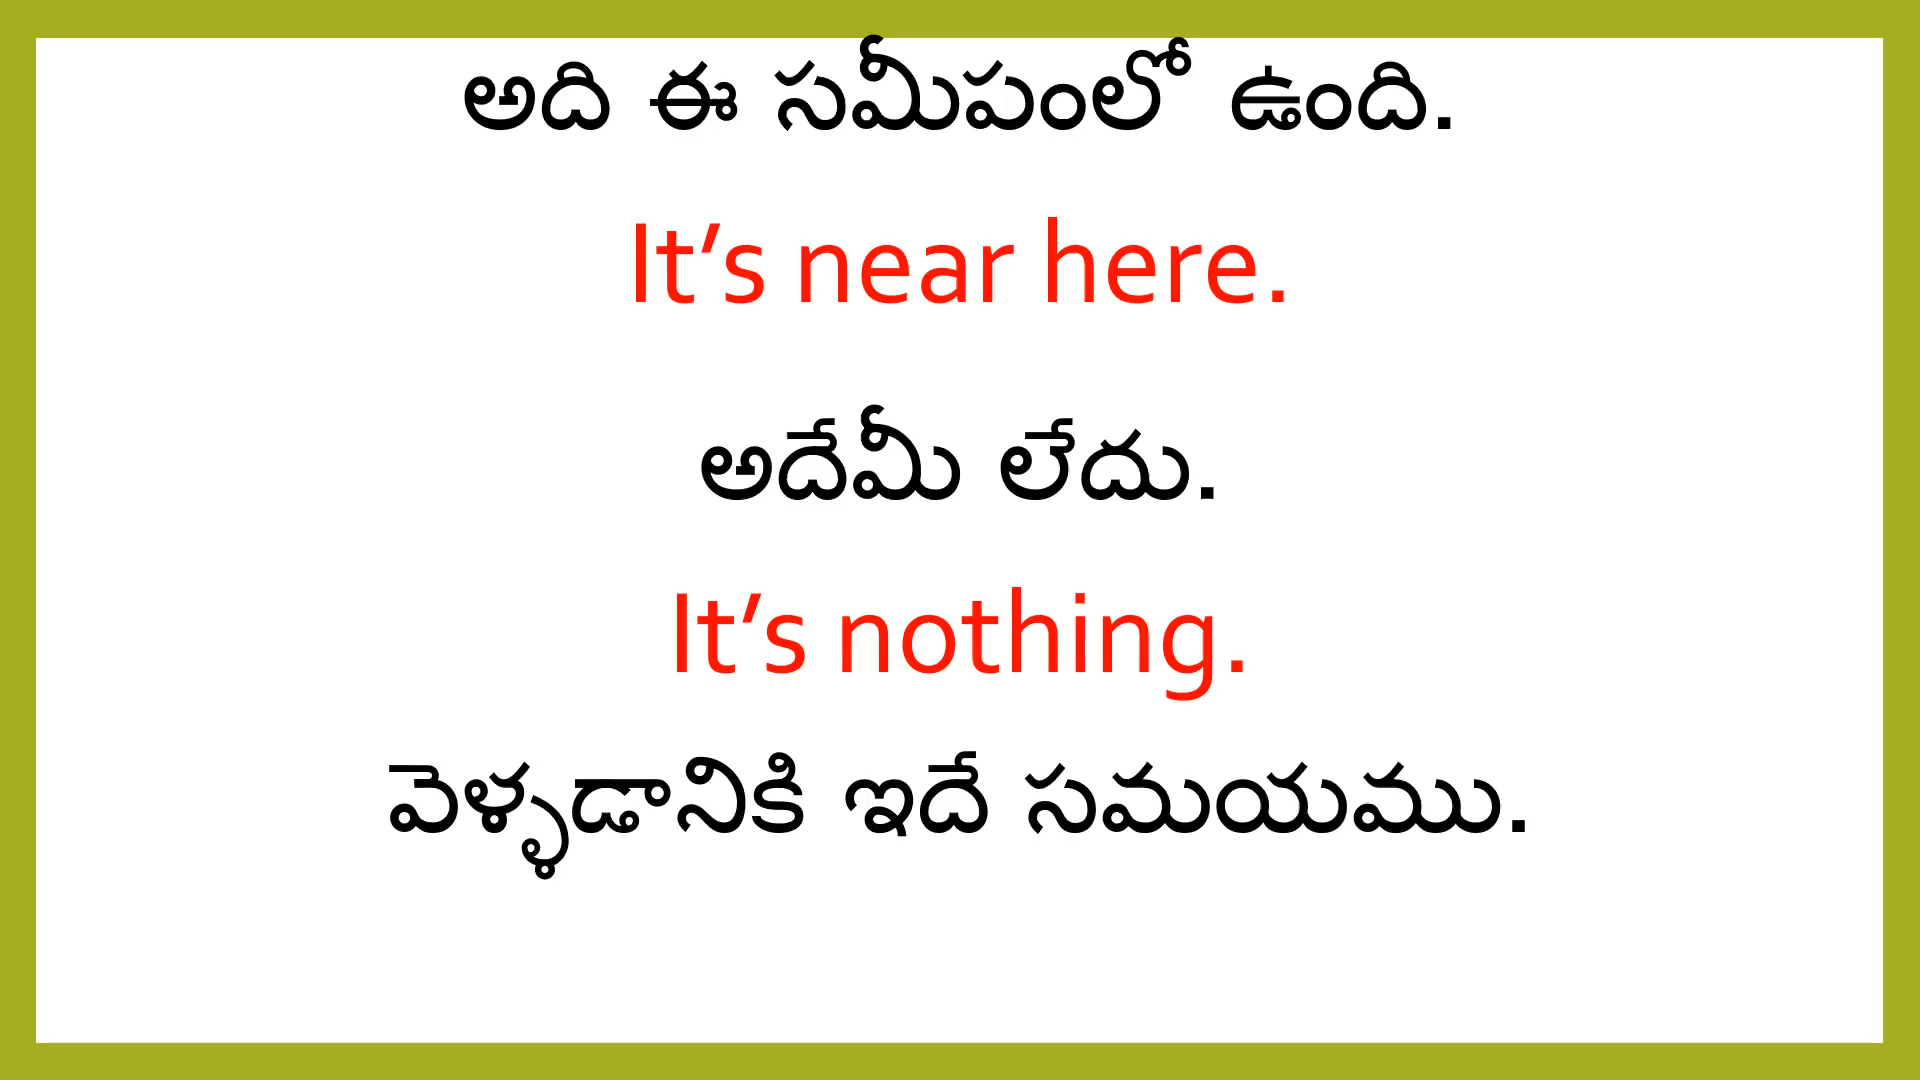 అది ఈ సమీపంలో ఉంది.
It’s near here.
అదేమీ లేదు.
It’s nothing.
వెళ్ళడానికి ఇదే సమయము.